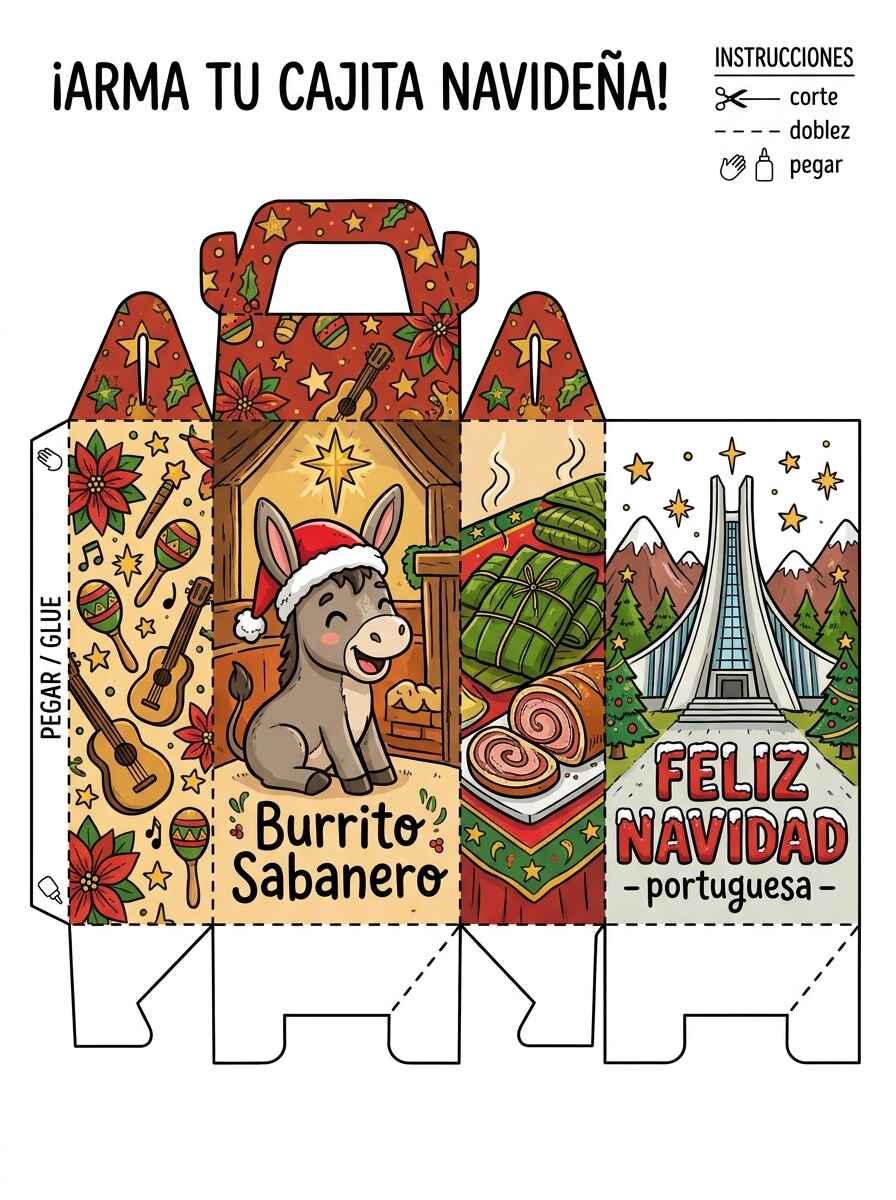 ¡ARMA TU CAJITA NAVIDEÑA!
INSTRUCCIONES
corte
doblez
pegar
PEGAR / GLUE
Burrito
Sabanero
FELIZ
NAVIDAD
- portuguesa -